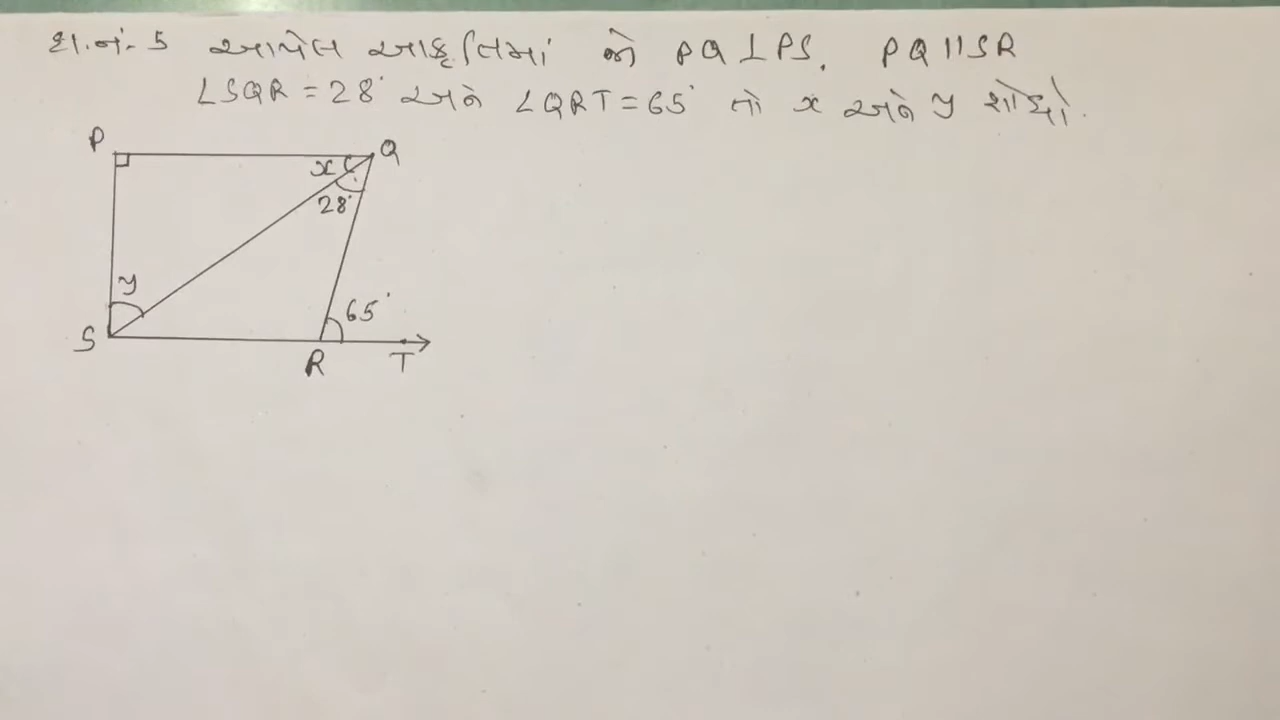 દા.નં.5 આપેલ આકૃતિમાં જો PQ⊥PS, PQ||SR
∠SQR = 28° અને ∠QRT = 65° તો x અને y શોધો.
P
Q
x
28°
y
65°
S
R
T